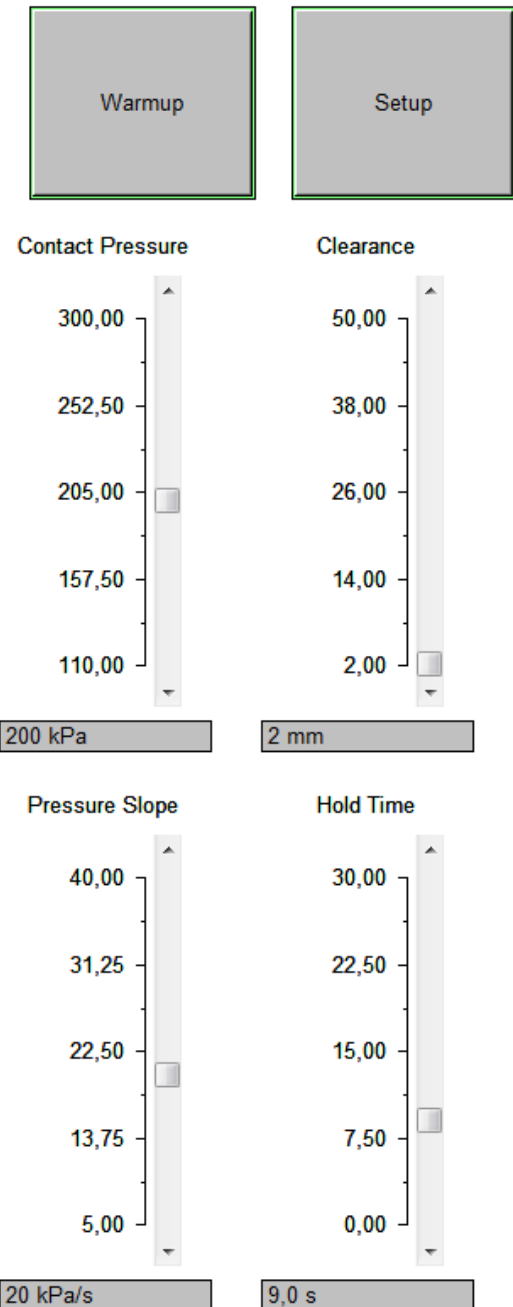 Warmup
Setup
Contact Pressure
300,00
252,50
205,00
157,50
110,00
200 kPa
Clearance
50,00
38,00
26,00
14,00
2,00
2 mm
Pressure Slope
40,00
31,25
22,50
13,75
5,00
20 kPa/s
Hold Time
30,00
22,50
15,00
7,50
0,00
9,0 s